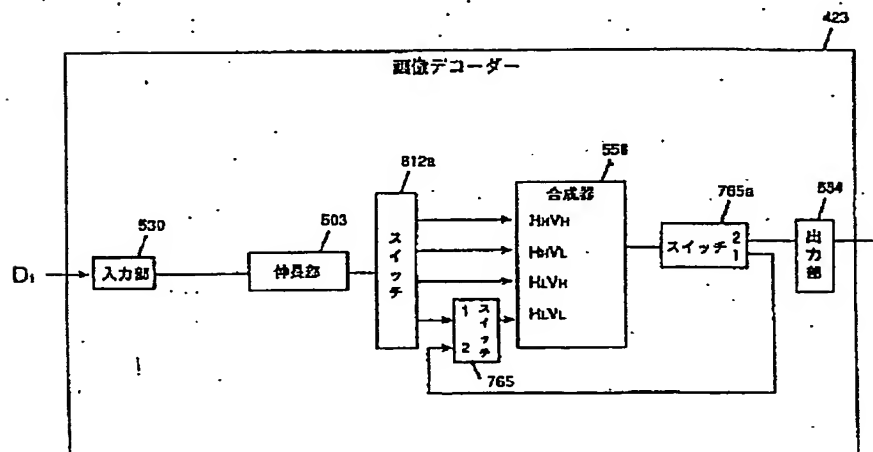 423
画像デコーダー
812a
558
合成器
765a
530
503
534
スイッチ
HHVH
HHVL
HLVH
HLVL
D1
入力部
伸長部
スイッチ 2
1
出力部
1
2
スイッチ
765